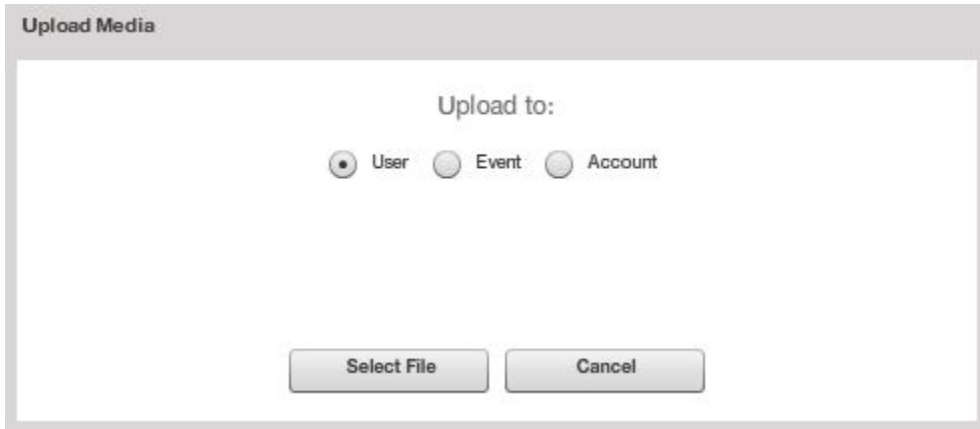 Upload Media
Upload to:
User Event Account
Select File Cancel